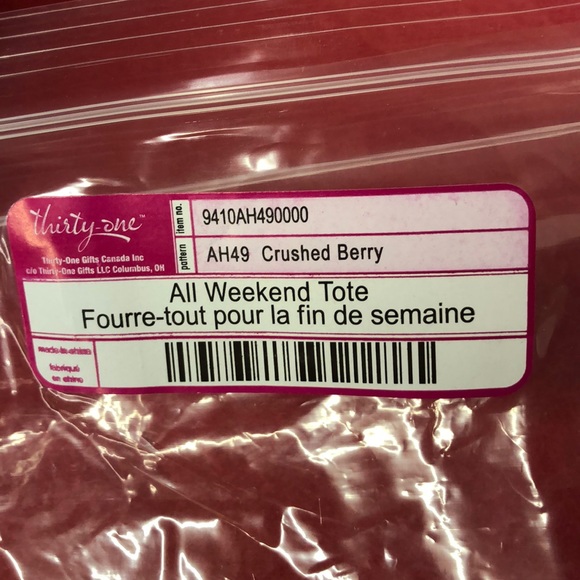 thirty-one™
Thirty-One Gifts Canada Inc
c/o Thirty-One Gifts LLC Columbus, OH
item no.
9410AH490000
pattern
AH49 Crushed Berry
All Weekend Tote
Fourre-tout pour la fin de semaine
made in china
fabriqué
en chine